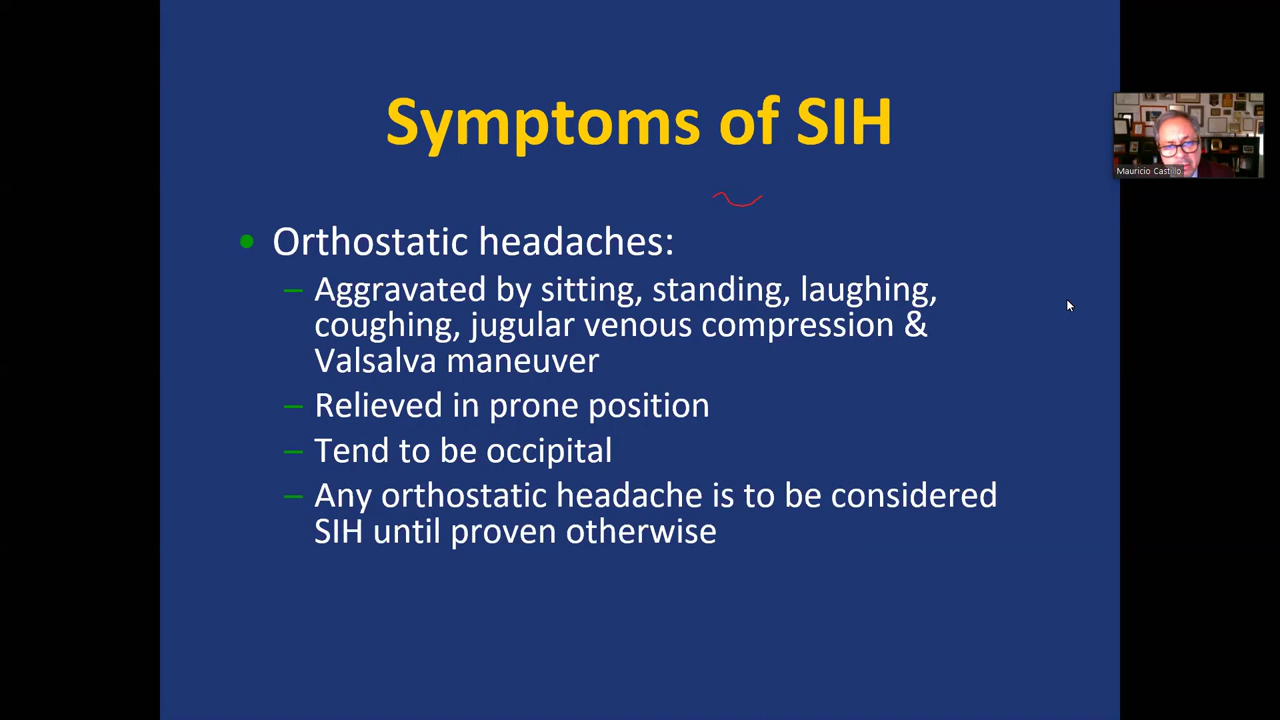 Symptoms of SIH
Mauricio Castillo
• Orthostatic headaches:
– Aggravated by sitting, standing, laughing,
coughing, jugular venous compression &
Valsalva maneuver
– Relieved in prone position
– Tend to be occipital
– Any orthostatic headache is to be considered
SIH until proven otherwise